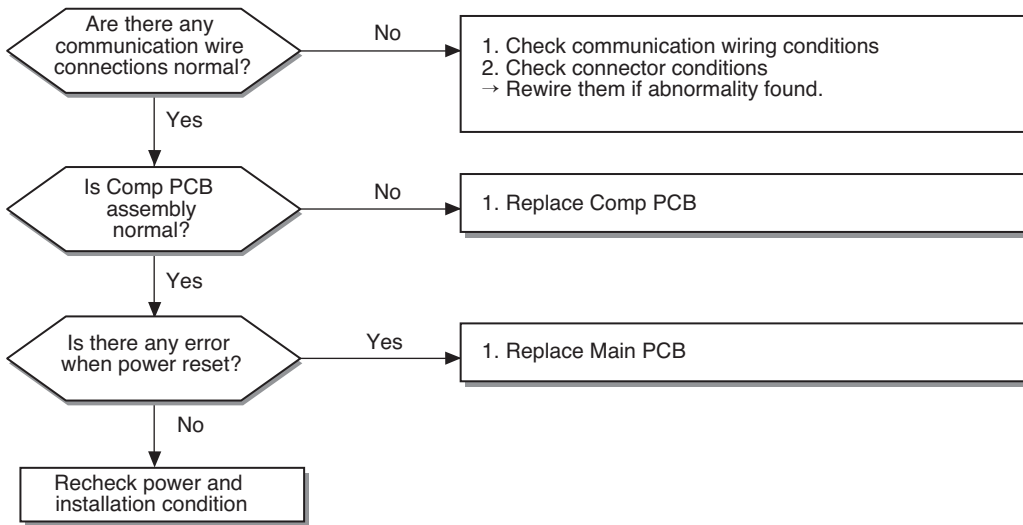 Are there any
communication wire
connections normal?
No
1. Check communication wiring conditions
2. Check connector conditions
→ Rewire them if abnormality found.
Yes
Is Comp PCB
assembly
normal?
No
1. Replace Comp PCB
Yes
Is there any error
when power reset?
Yes
1. Replace Main PCB
No
Recheck power and
installation condition